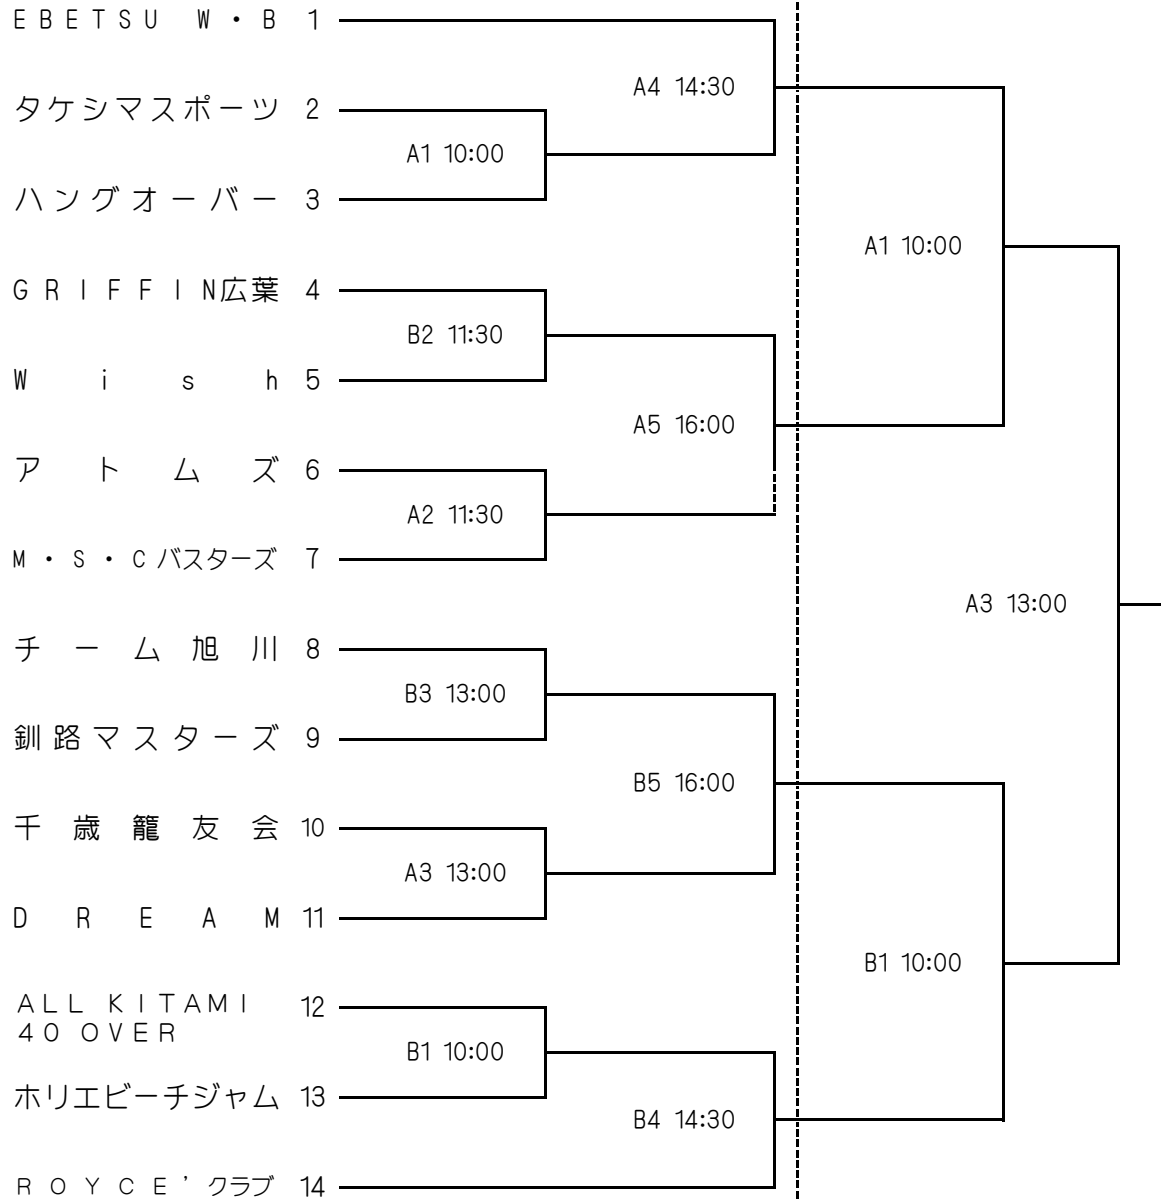 EBETSU W・B 1
A4 14:30
タケシマスポーツ 2
A1 10:00
ハングオーバー 3
A1 10:00
GRIFFIN広葉 4
B2 11:30
Wish 5
A5 16:00
アトムズ 6
A2 11:30
M・S・Cバスターズ 7
A3 13:00
チーム旭川 8
B3 13:00
釧路マスターズ 9
B5 16:00
千歳籠友会 10
A3 13:00
DREAM 11
B1 10:00
ALL KITAMI 12
40 OVER
B1 10:00
ホリエビーチジャム 13
B4 14:30
ROYCE'クラブ 14